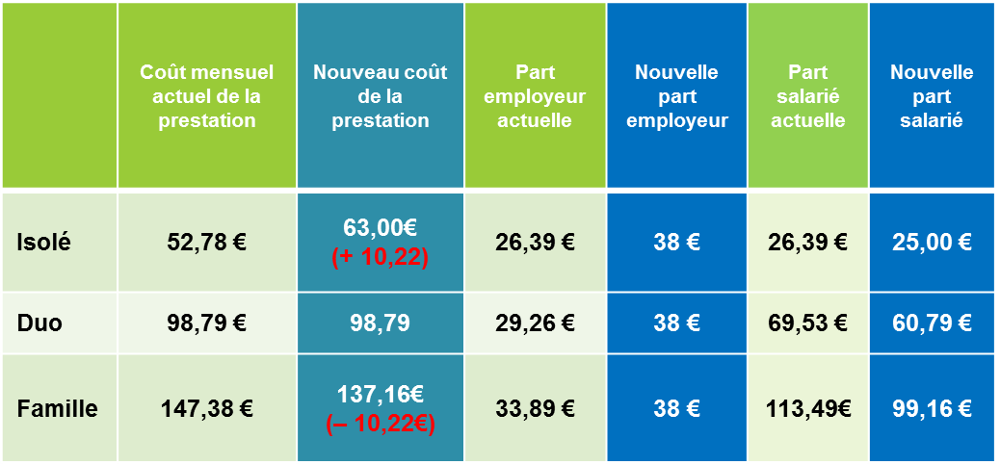 Coût mensuel
actuel de la
prestation
Nouveau coût
de la
prestation
Part
employeur
actuelle
Nouvelle
part
employeur
Part
salarié
actuelle
Nouvelle
part
salarié
Isolé
52,78 €
63,00€
(+ 10,22)
26,39 €
38 €
26,39 €
25,00 €
Duo
98,79 €
98,79
29,26 €
38 €
69,53 €
60,79 €
Famille
147,38 €
137,16€
(– 10,22€)
33,89 €
38 €
113,49€
99,16 €